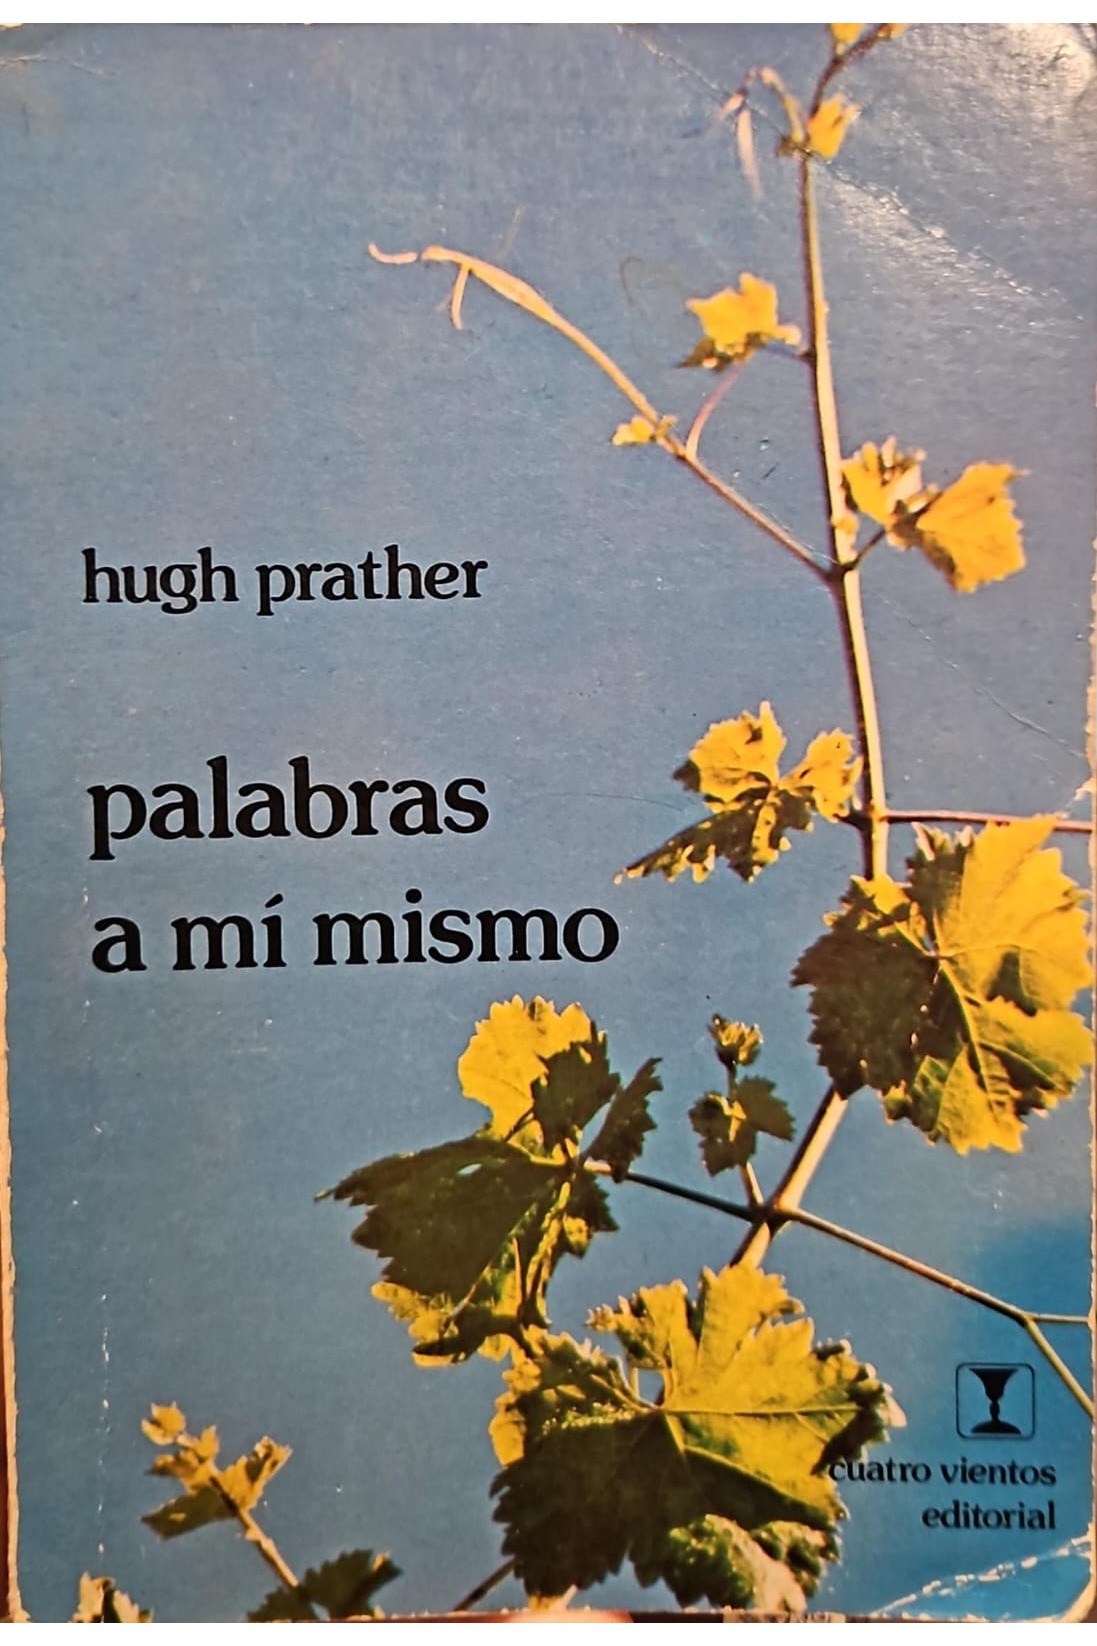 hugh prather
palabras
a mí mismo
cuatro vientos
editorial